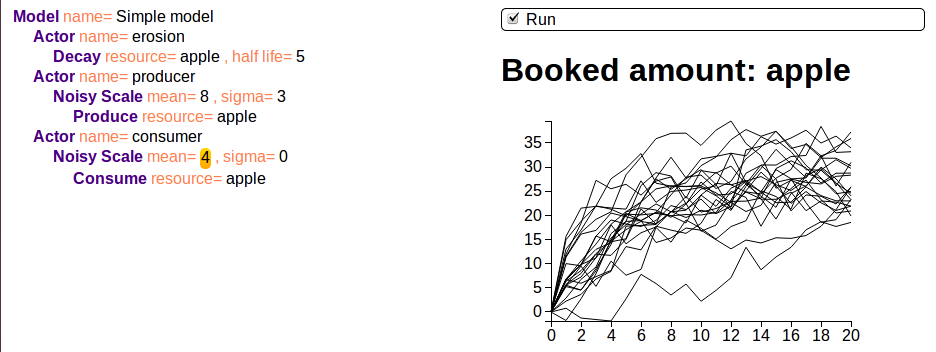 Model name= Simple model
Actor name= erosion
Decay resource= apple , half life= 5
Actor name= producer
Noisy Scale mean= 8 , sigma= 3
Produce resource= apple
Actor name= consumer
Noisy Scale mean= 4 , sigma= 0
Consume resource= apple
Run
Booked amount: apple
35
30
25
20
15
10
5
0
0 2 4 6 8 10 12 14 16 18 20